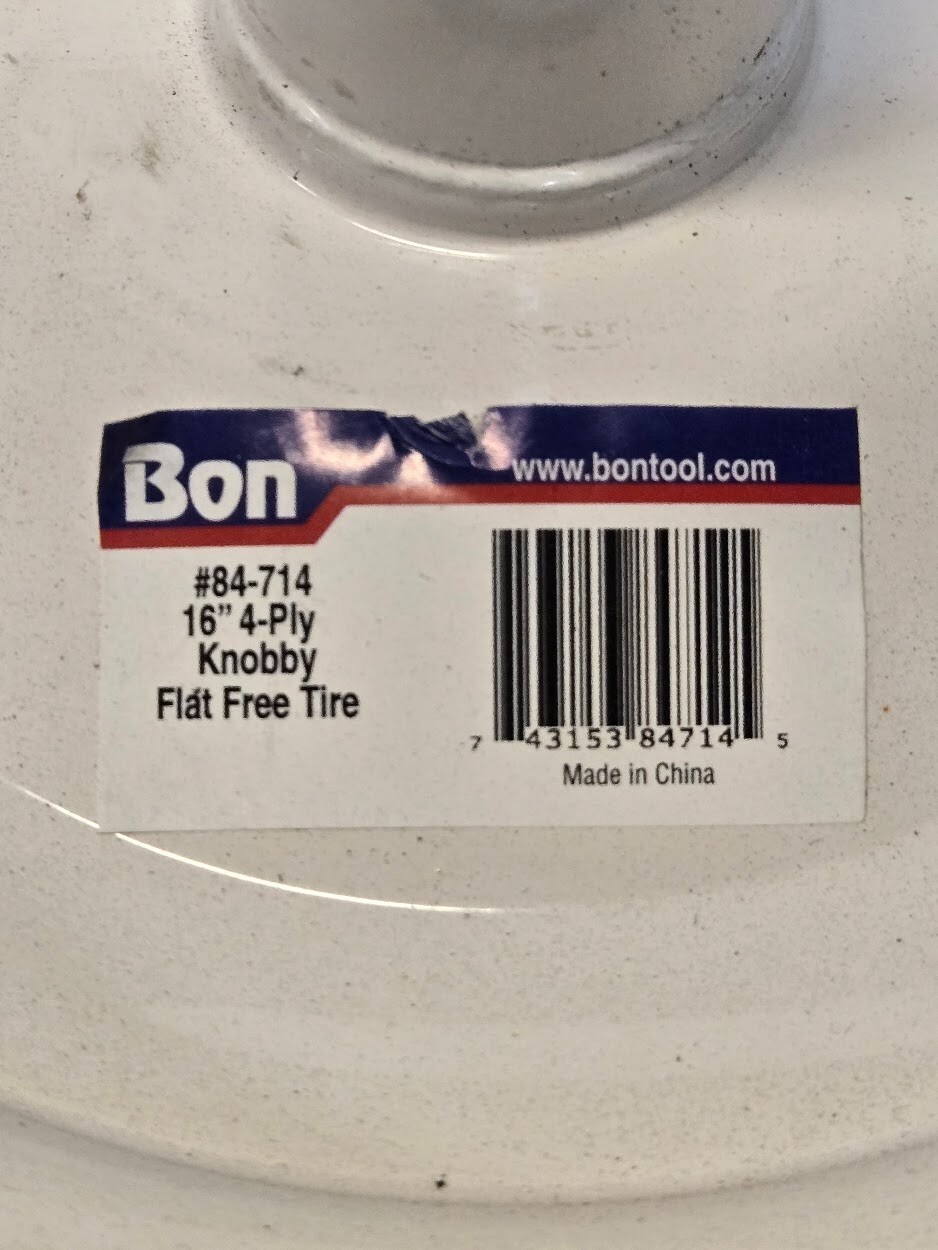 Bon
www.bontool.com
#84-714
16” 4-Ply
Knobby
Flat Free Tire
7 43153 84714 5
Made in China